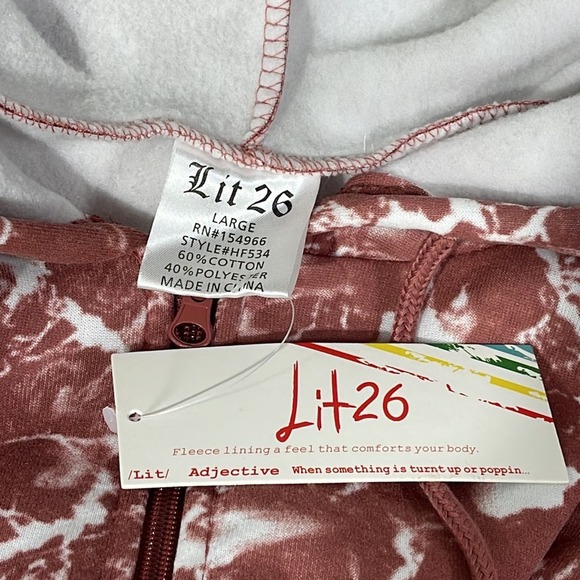 Lit 26
LARGE
RN#154966
STYLE#HF534
60%COTTON
40%POLYESTER
MADE IN CHINA
Lit26
Fleece lining a feel that comforts your body.
/Lit/ Adjective When something is turnt up or poppin...